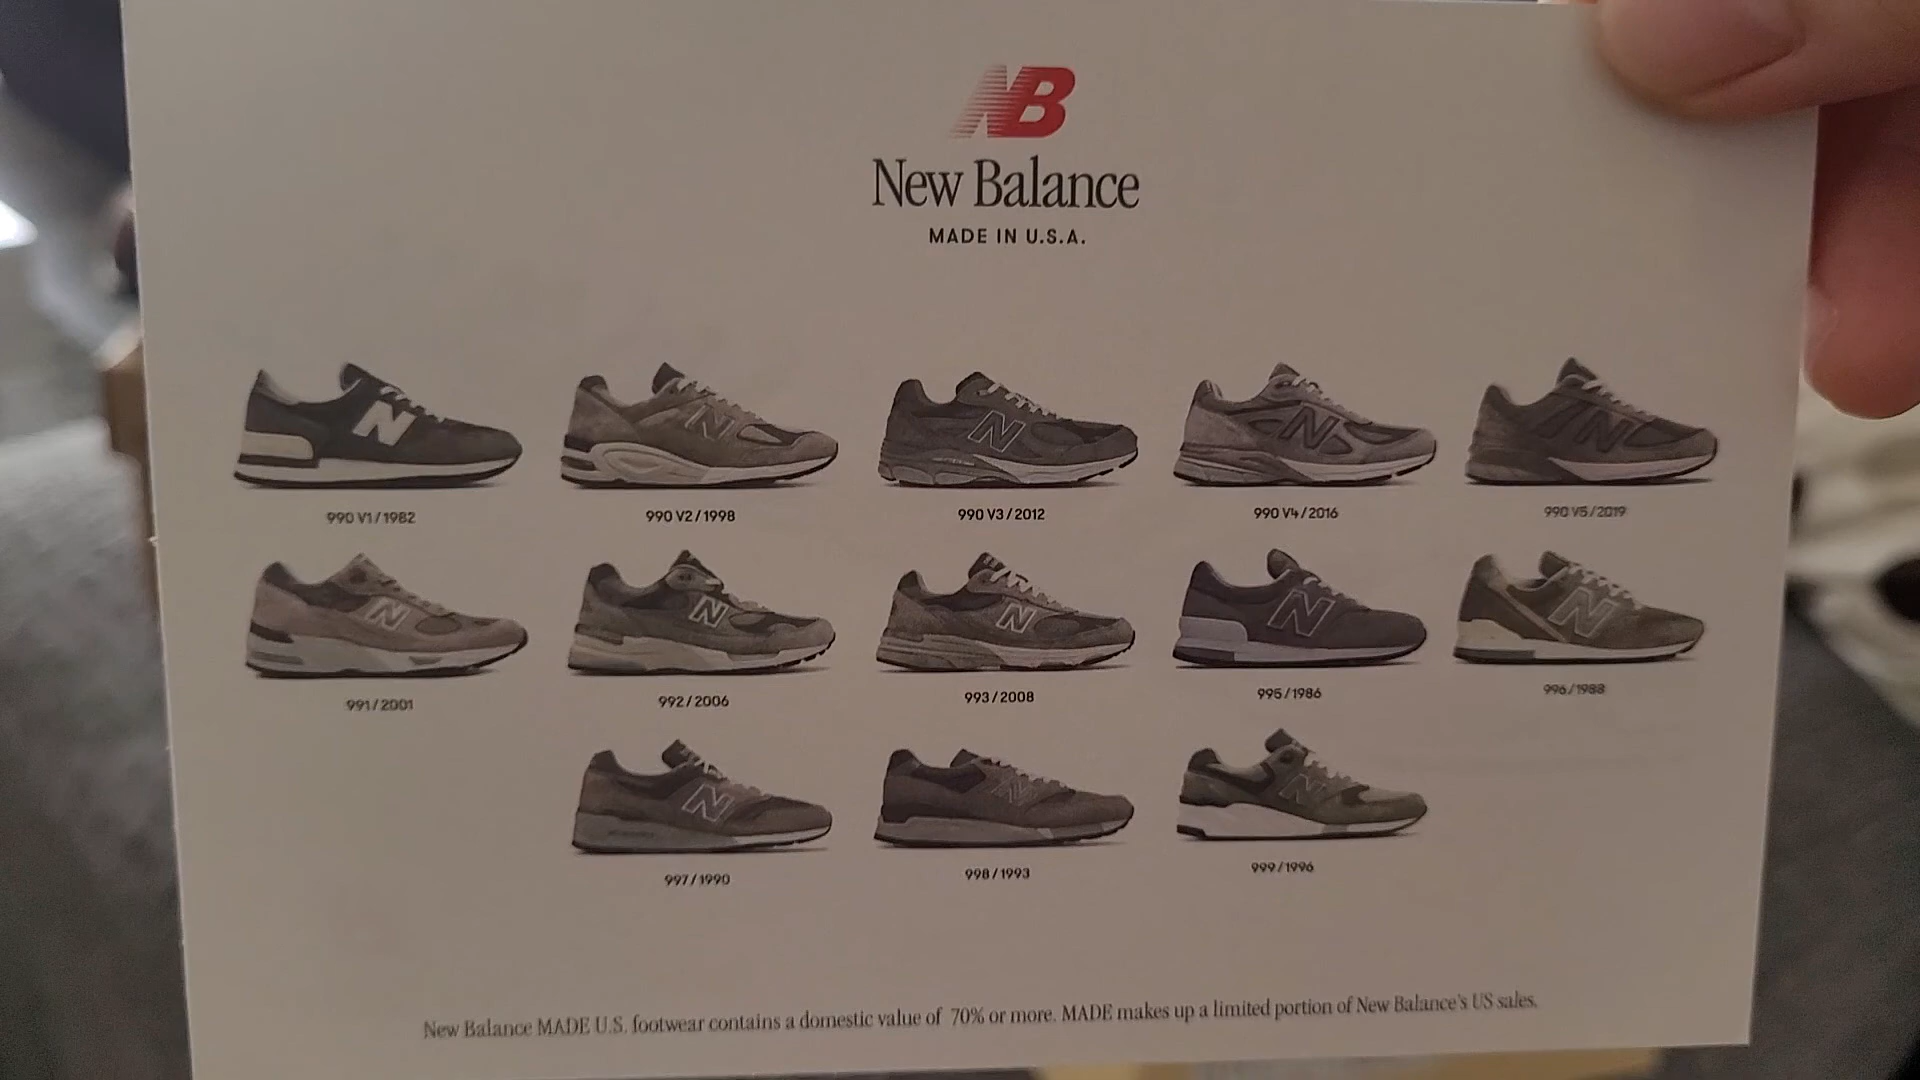 NB
New Balance
MADE IN U.S.A.
990 V1/1982
990 V2/1998
990 V3/2012
990 V4/2016
990 V5/2019
991/2001
992/2006
993/2008
995/1986
996/1988
997/1990
998/1993
999/1996
New Balance MADE U.S. footwear contains a domestic value of 70% or more. MADE makes up a limited portion of New Balance's US sales.